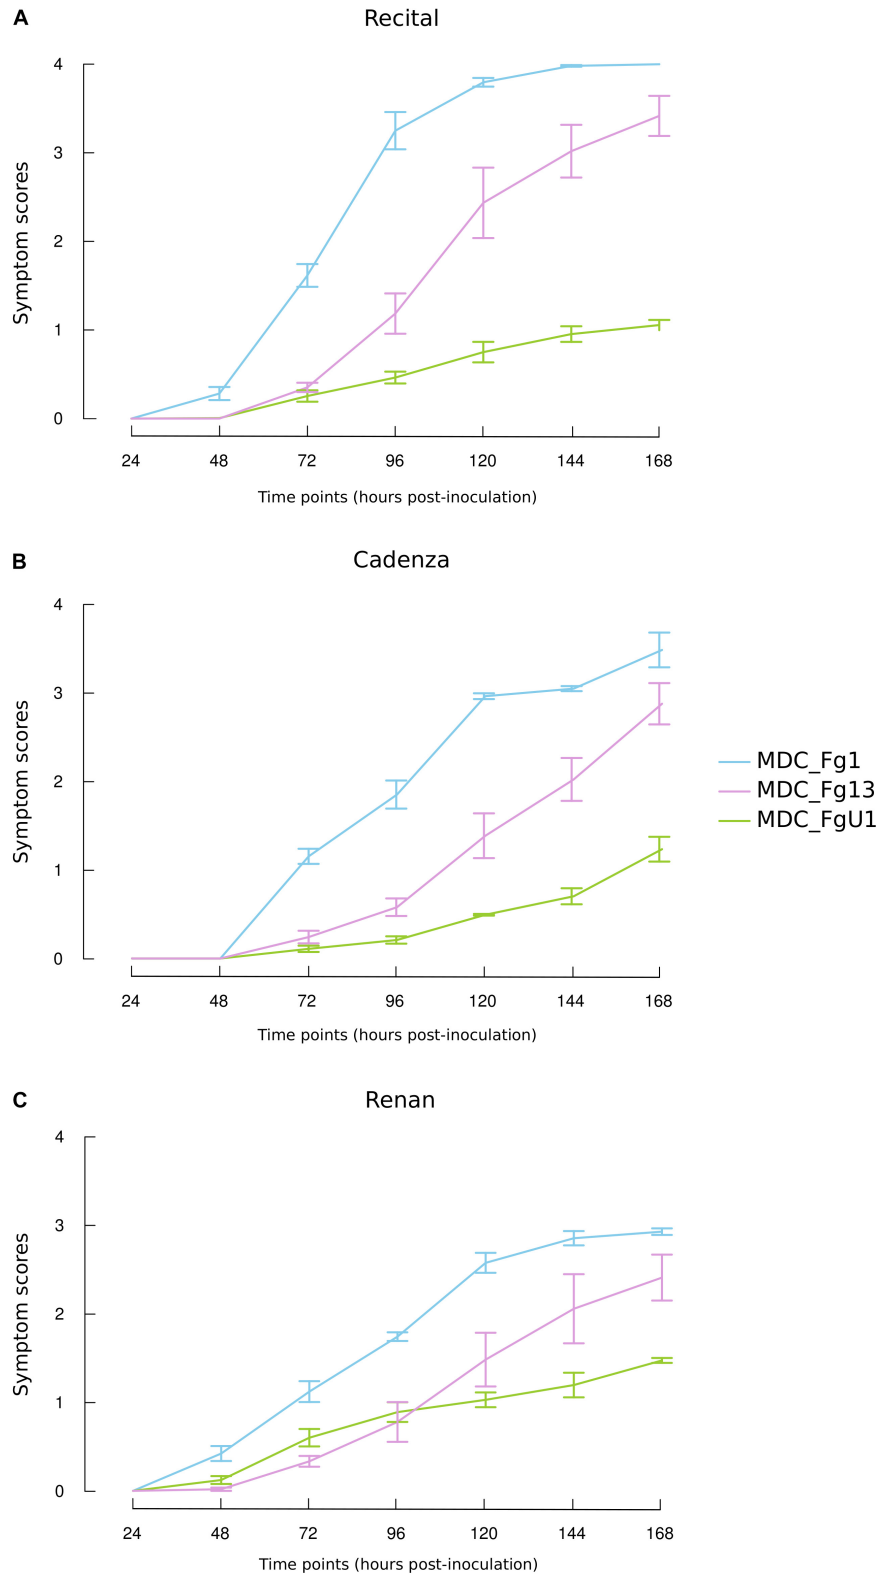 A
Recital
Symptom scores
4
3
2
1
0
24 48 72 96 120 144 168
Time points (hours post-inoculation)
B
Cadenza
Symptom scores
4
3
2
1
0
24 48 72 96 120 144 168
Time points (hours post-inoculation)
MDC_Fg1
MDC_Fg13
MDC_FgU1
C
Renan
Symptom scores
4
3
2
1
0
24 48 72 96 120 144 168
Time points (hours post-inoculation)